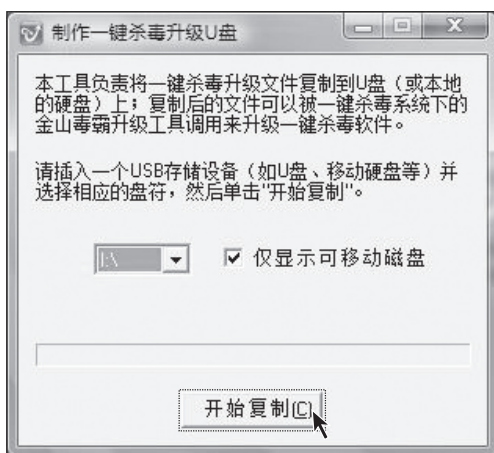 制作一键杀毒升级U盘
本工具负责将一键杀毒升级文件复制到U盘（或本地
的硬盘）上；复制后的文件可以被一键杀毒系统下的
金山毒霸升级工具调用来升级一键杀毒软件。
请插入一个USB存储设备（如U盘、移动硬盘等）并
选择相应的盘符，然后单击"开始复制"。
I:\
仅显示可移动磁盘
开始复制(C)